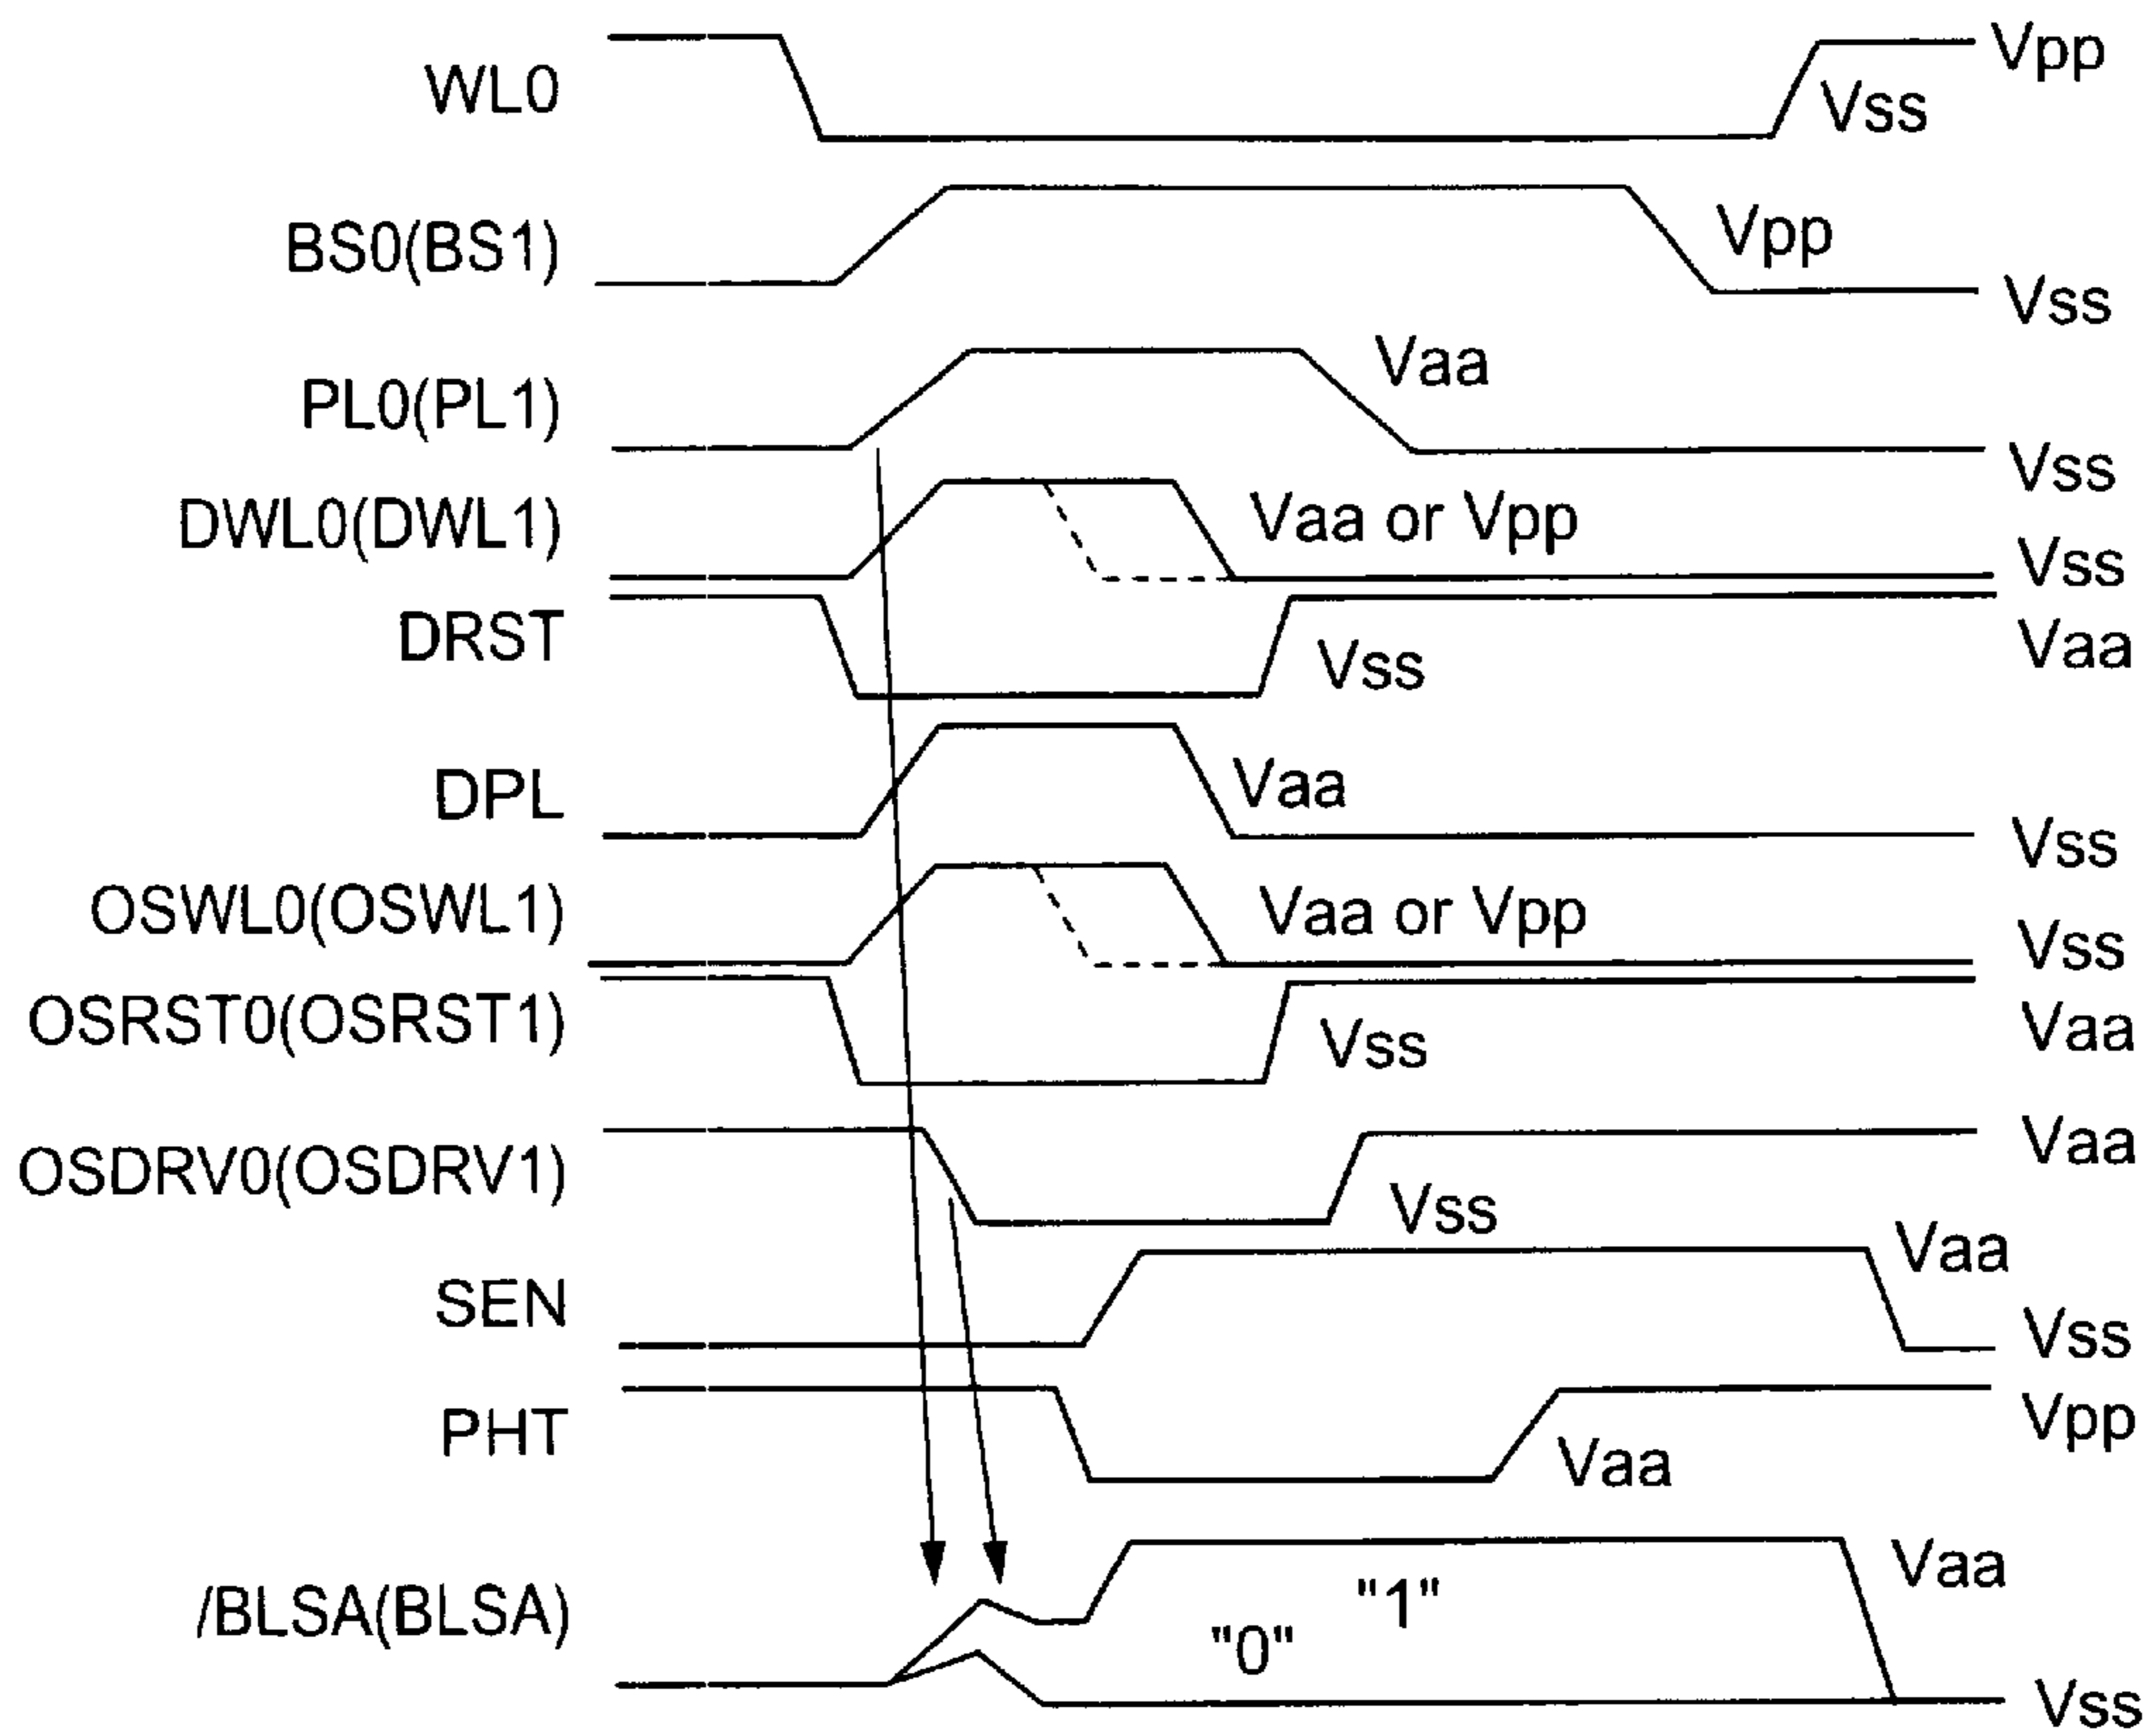 WL0 Vpp
Vss
BS0(BS1) Vpp
Vss
PL0(PL1) Vaa
Vss
DWL0(DWL1) Vaa or Vpp
Vss
DRST Vss Vaa
DPL Vaa
Vss
OSWL0(OSWL1) Vaa or Vpp
Vss
OSRST0(OSRST1) Vss Vaa
OSDRV0(OSDRV1) Vaa
Vss
Vaa
SEN Vss
PHT Vpp
Vaa
/BLSA(BLSA) "1" Vaa
"0"
Vss